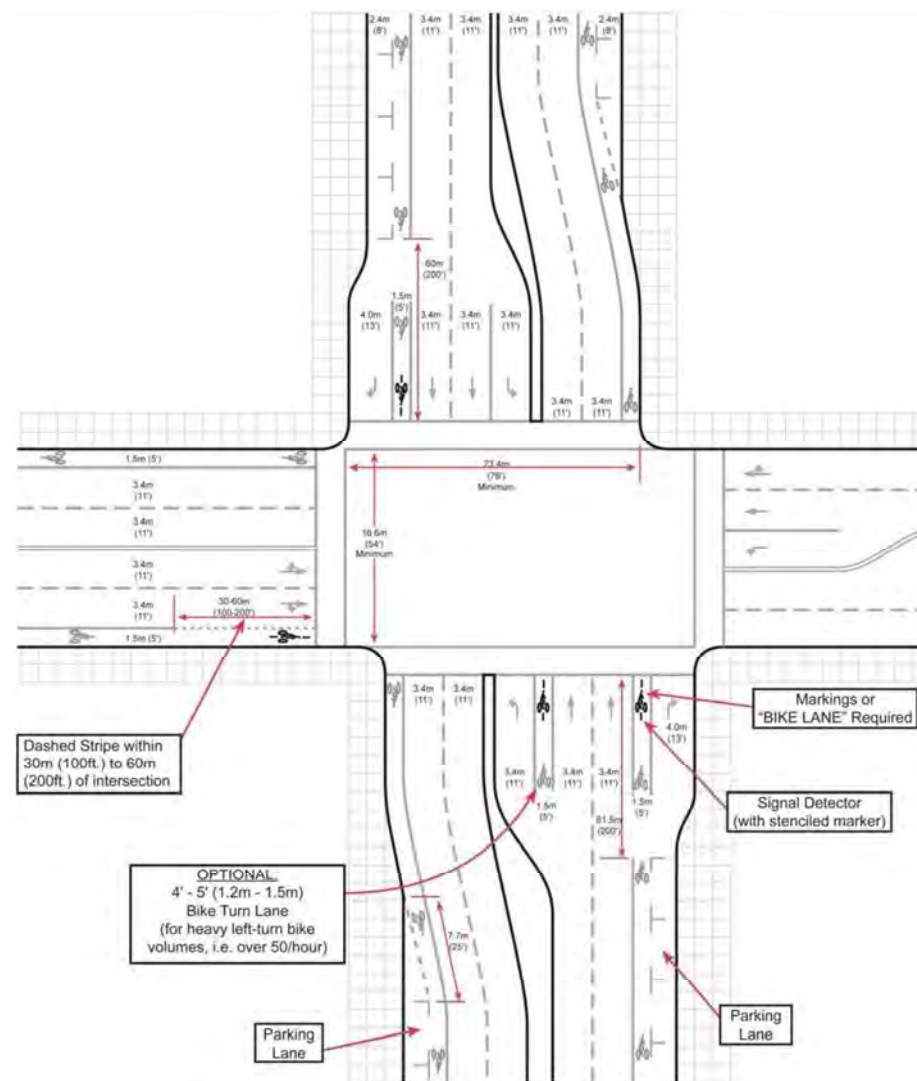 2.4m
(8')
3.4m
(11')
3.4m
(11')
3.4m
(11')
3.4m
(11')
2.4m
(8')
60m
(200')
1.5m
(5')
4.0m
(13')
3.4m
(11')
3.4m
(11')
3.4m
(11')
3.4m
(11')
3.4m
(11')
1.5m (5')
3.4m
(11')
3.4m
(11')
3.4m
(11')
3.4m
(11')
30-60m
(100-200')
1.5m (5')
23.4m
(78')
Minimum
16.6m
(54')
Minimum
3.4m
(11')
3.4m
(11')
4.0m
(13')
3.4m
(11')
1.5m
(5')
3.4m
(11')
3.4m
(11')
1.5m
(5')
61.5m
(200')
7.7m
(25')
Markings or
"BIKE LANE" Required
Signal Detector
(with stenciled marker)
Dashed Stripe within
30m (100ft.) to 60m
(200ft.) of intersection
OPTIONAL:
4' - 5' (1.2m - 1.5m)
Bike Turn Lane
(for heavy left-turn bike
volumes, i.e. over 50/hour)
Parking
Lane
Parking
Lane